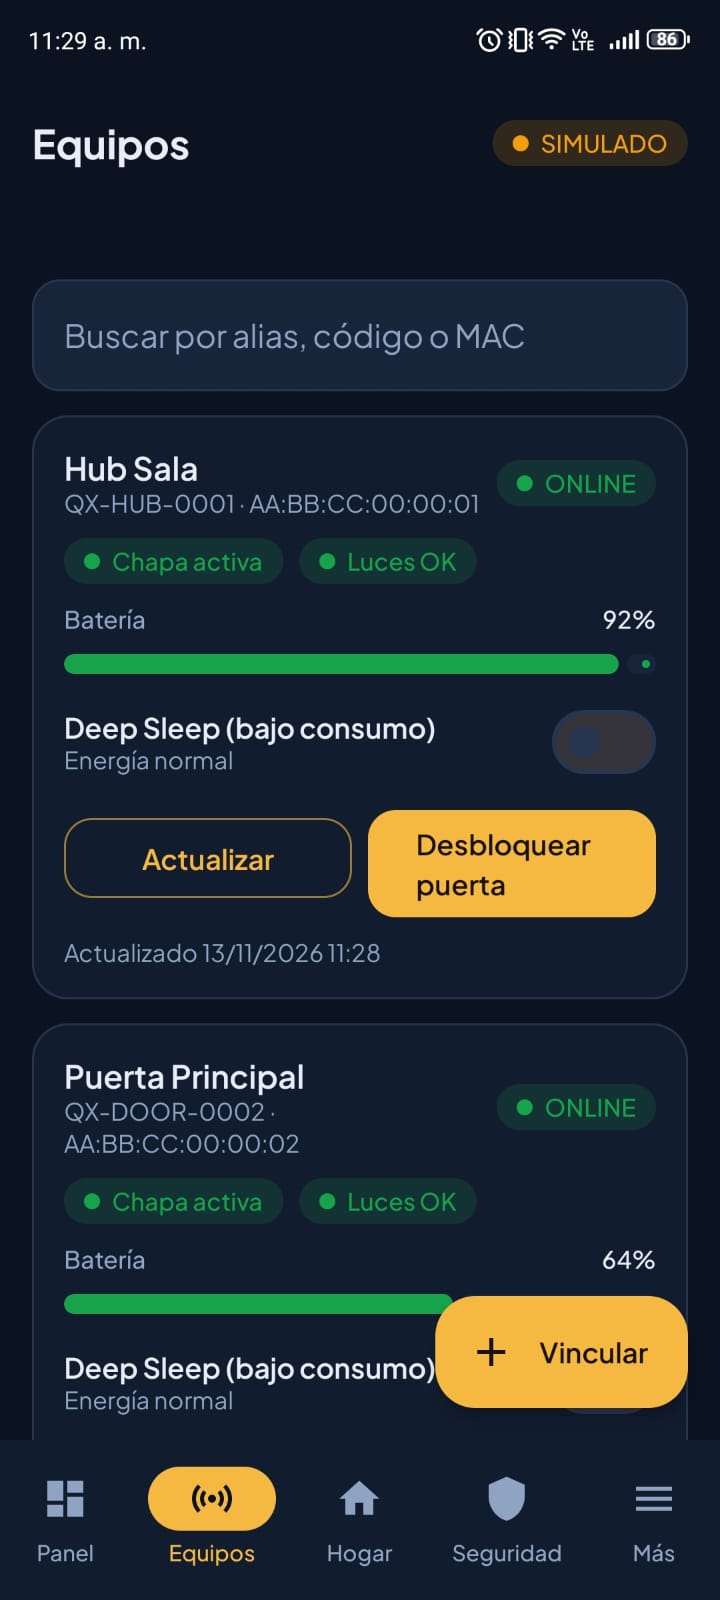 11:29 a. m.
Vo
LTE
86
Equipos
SIMULADO
Buscar por alias, código o MAC
Hub Sala
QX-HUB-0001 · AA:BB:CC:00:00:01
ONLINE
Chapa activa
Luces OK
Batería
92%
Deep Sleep (bajo consumo)
Energía normal
Actualizar
Desbloquear
puerta
Actualizado 13/11/2026 11:28
Puerta Principal
QX-DOOR-0002 ·
AA:BB:CC:00:00:02
ONLINE
Chapa activa
Luces OK
Batería
64%
Deep Sleep (bajo consumo)
Energía normal
+ Vincular
Panel
Equipos
Hogar
Seguridad
Más